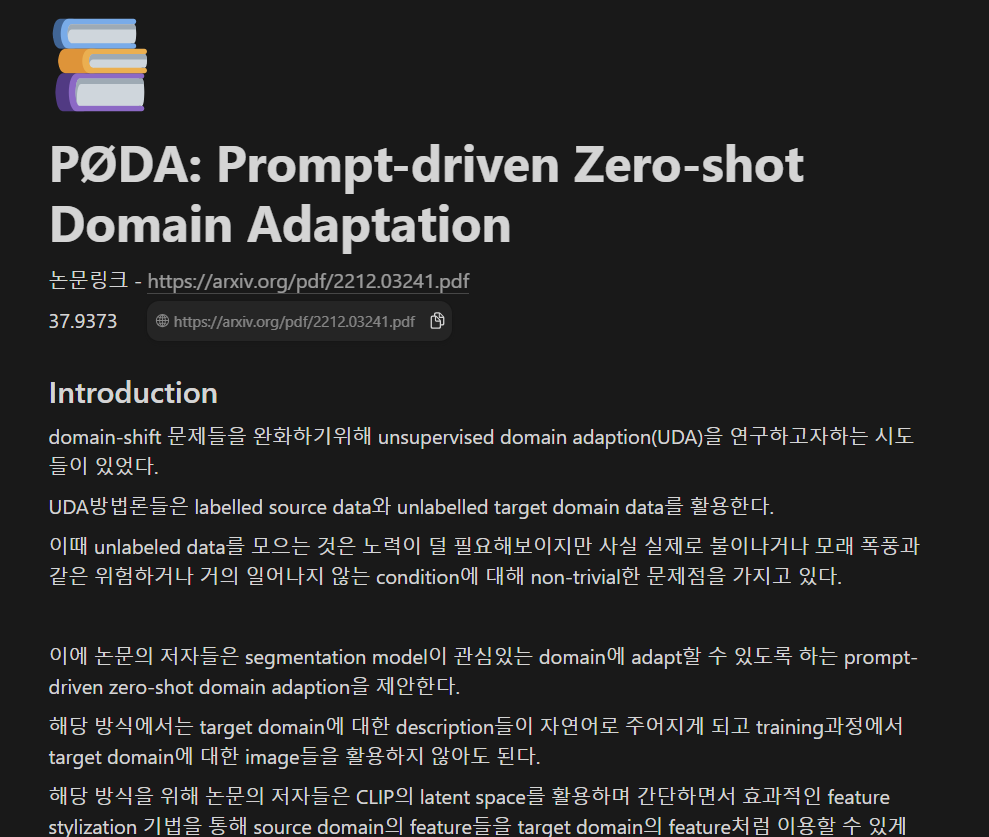 PØDA: Prompt-driven Zero-shot
Domain Adaptation
논문링크 - https://arxiv.org/pdf/2212.03241.pdf
37.9373 https://arxiv.org/pdf/2212.03241.pdf
Introduction
domain-shift 문제들을 완화하기위해 unsupervised domain adaption(UDA)을 연구하고자하는 시도
들이 있었다.
UDA방법론들은 labelled source data와 unlabelled target domain data를 활용한다.
이때 unlabeled data를 모으는 것은 노력이 덜 필요해보이지만 사실 실제로 불이나거나 모래 폭풍과
같은 위험하거나 거의 일어나지 않는 condition에 대해 non-trivial한 문제점을 가지고 있다.
이에 논문의 저자들은 segmentation model이 관심있는 domain에 adapt할 수 있도록 하는 prompt-
driven zero-shot domain adaption을 제안한다.
해당 방식에서는 target domain에 대한 description들이 자연어로 주어지게 되고 training과정에서
target domain에 대한 image들을 활용하지 않아도 된다.
해당 방식을 위해 논문의 저자들은 CLIP의 latent space를 활용하며 간단하면서 효과적인 feature
stylization 기법을 통해 source domain의 feature들을 target domain의 feature처럼 이용할 수 있게